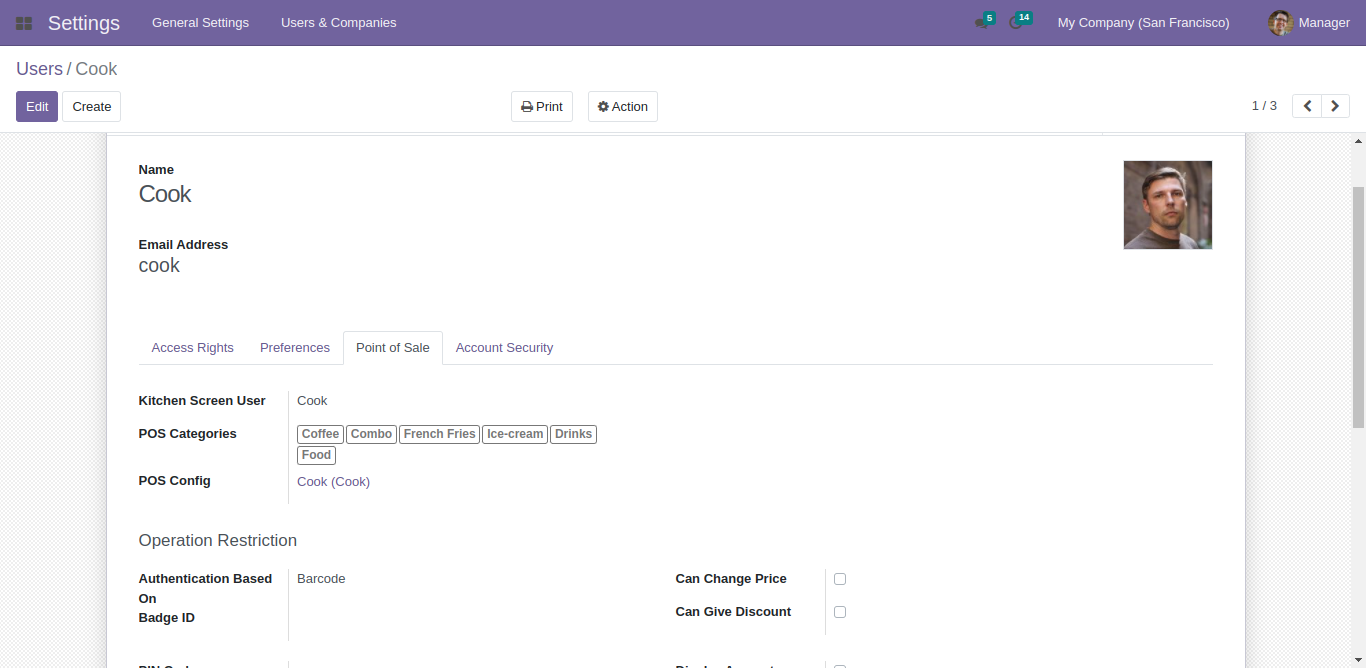 Settings General Settings Users & Companies 5 14 My Company (San Francisco) Manager
Users / Cook
Edit Create Print Action 1 / 3
Name
Cook
Email Address
cook
Access Rights Preferences Point of Sale Account Security
Kitchen Screen User Cook
POS Categories Coffee Combo French Fries Ice-cream Drinks
Food
POS Config Cook (Cook)
Operation Restriction
Authentication Based Barcode Can Change Price
On
Can Give Discount
Badge ID